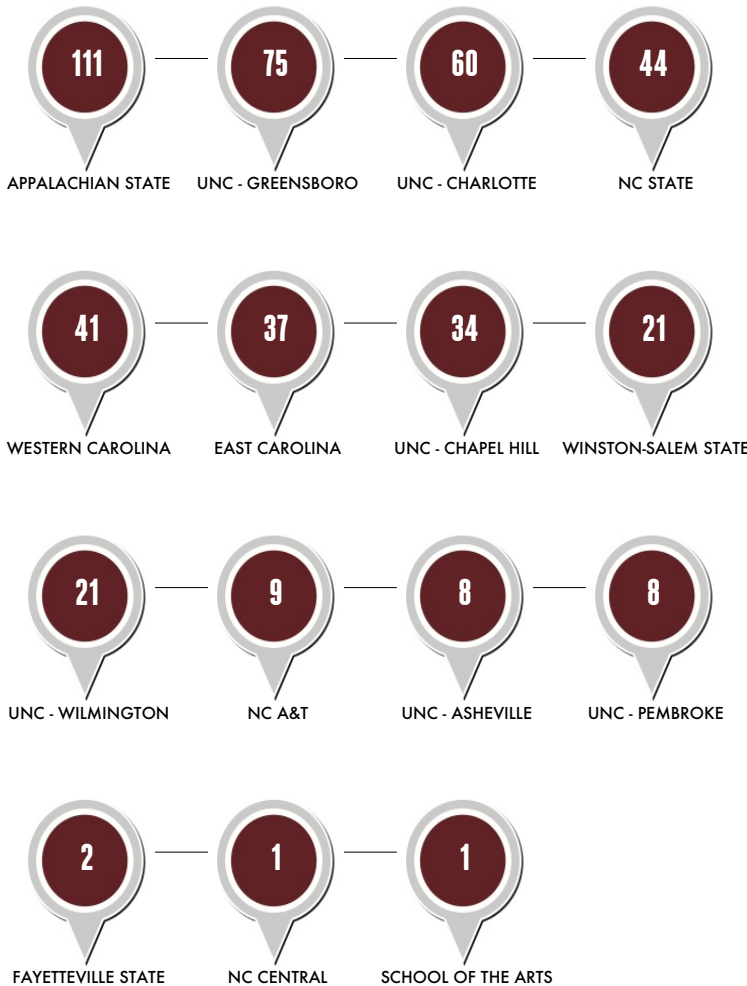 111 75 60 44
APPALACHIAN STATE UNC - GREENSBORO UNC - CHARLOTTE NC STATE
41 37 34 21
WESTERN CAROLINA EAST CAROLINA UNC - CHAPEL HILL WINSTON-SALEM STATE
21 9 8 8
UNC - WILMINGTON NC A&T UNC - ASHEVILLE UNC - PEMBROKE
2 1 1
FAYETTEVILLE STATE NC CENTRAL SCHOOL OF THE ARTS